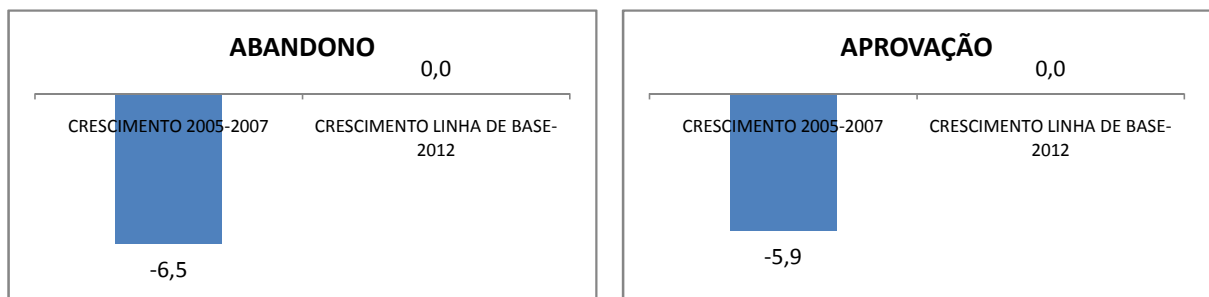 ABANDONO
0,0
CRESCIMENTO 2005-2007
CRESCIMENTO LINHA DE BASE-
2012
-6,5
APROVAÇÃO
0,0
CRESCIMENTO 2005-2007
CRESCIMENTO LINHA DE BASE-
2012
-5,9